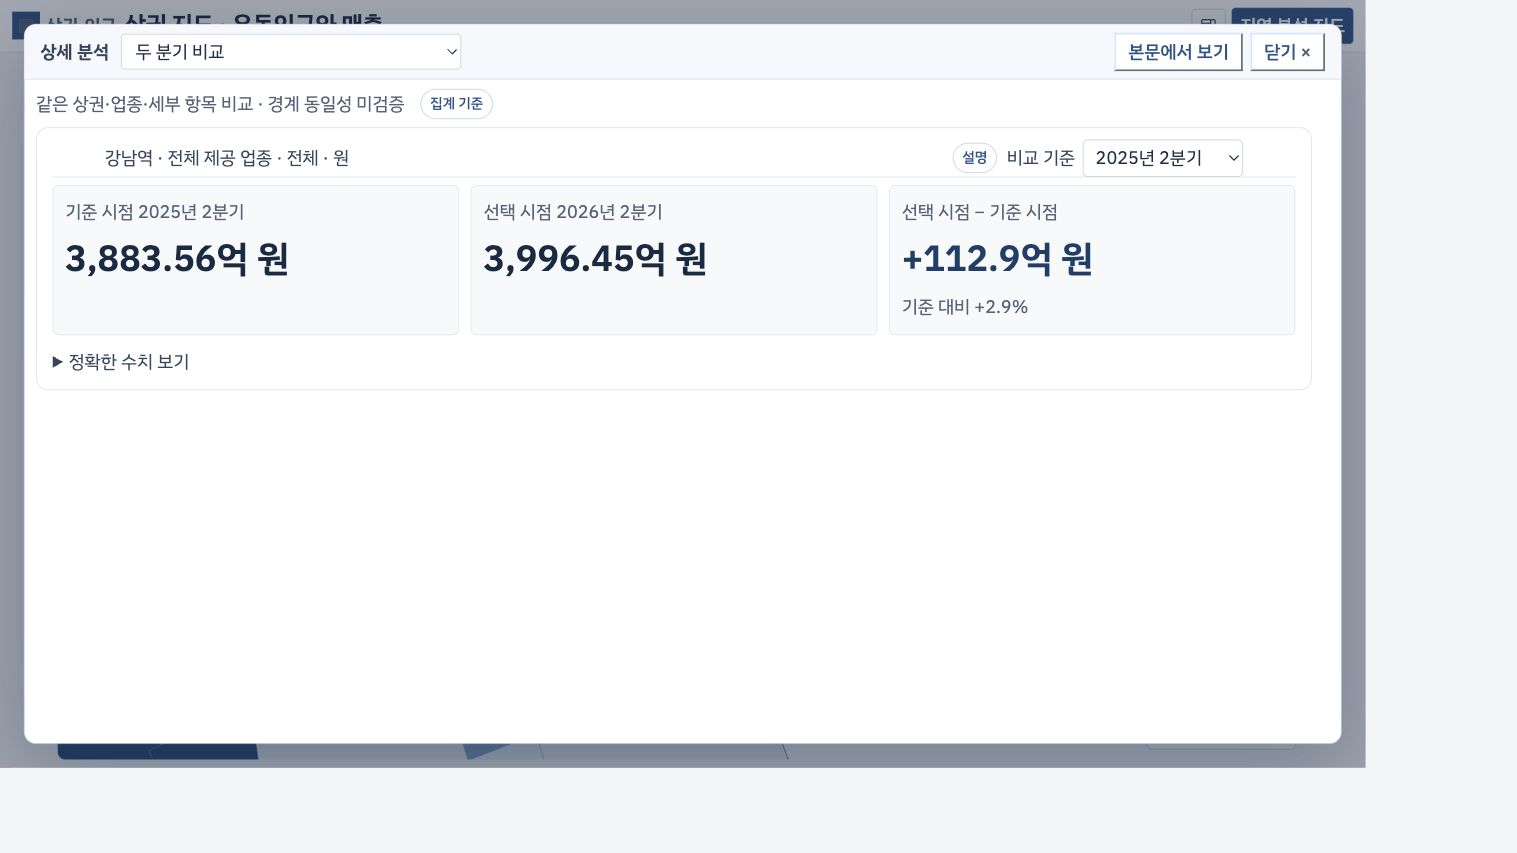 상세 분석
두 분기 비교
본문에서 보기
닫기 ×
같은 상권·업종·세부 항목 비교 · 경계 동일성 미검증
집계 기준
강남역 · 전체 제공 업종 · 전체 · 원
설명
비교 기준
2025년 2분기
기준 시점 2025년 2분기
3,883.56억 원
선택 시점 2026년 2분기
3,996.45억 원
선택 시점 − 기준 시점
+112.9억 원
기준 대비 +2.9%
▶ 정확한 수치 보기